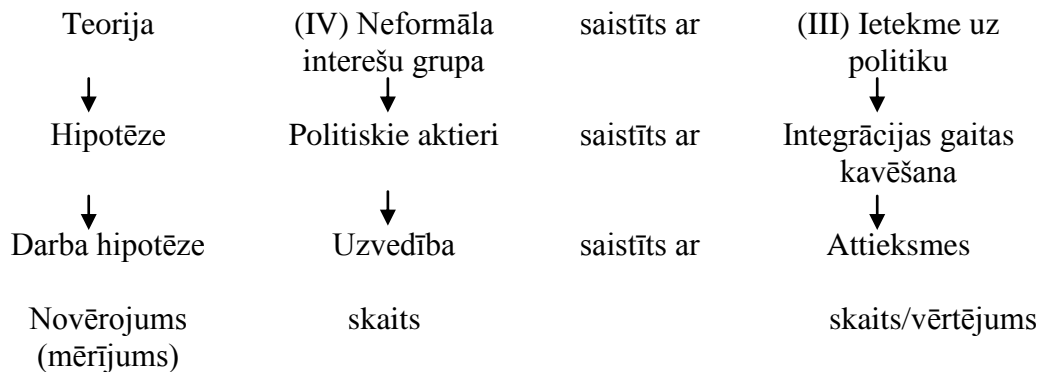 Teorija (IV) Neformāla saistīts ar (III) Ietekme uz
interešu grupa politiku
Hipotēze Politiskie aktieri saistīts ar Integrācijas gaitas
kavēšana
Darba hipotēze Uzvedība saistīts ar Attieksmes
Novērojums skaits skaits/vērtējums
(mērījums)